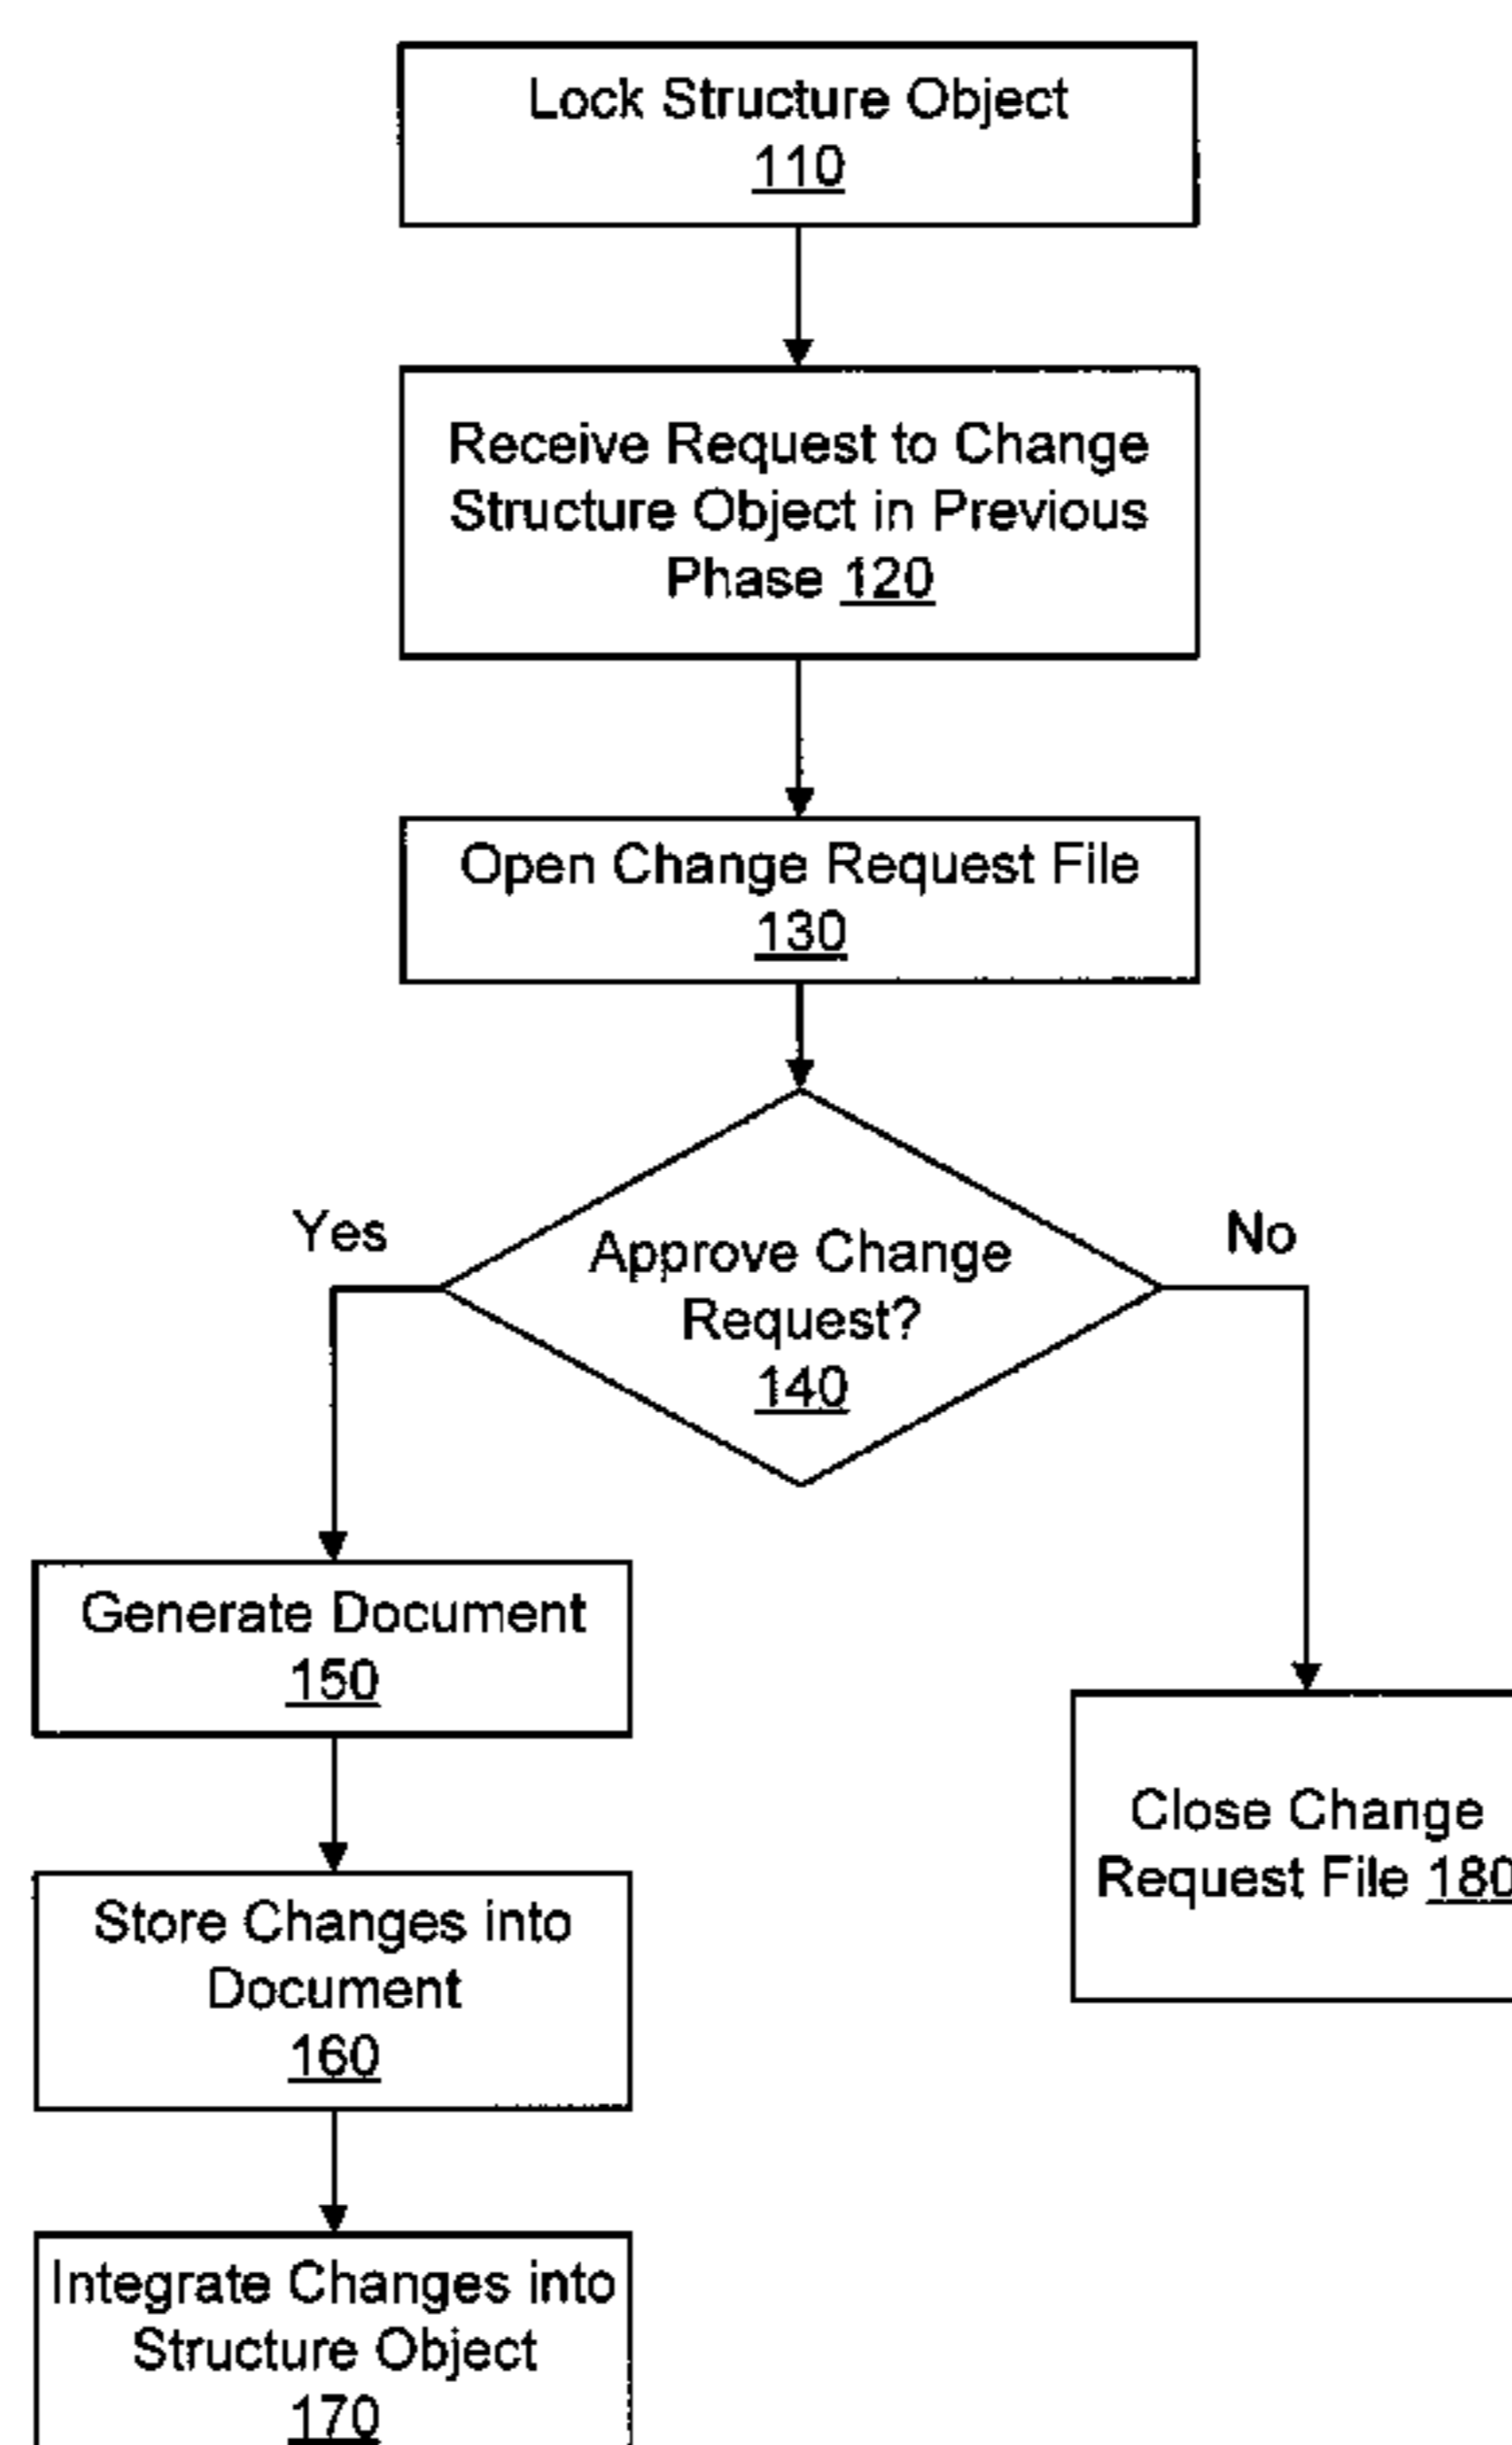 Lock Structure Object
110
Receive Request to Change
Structure Object in Previous
Phase 120
Open Change Request File
130
Yes
No
Approve Change
Request?
140
Generate Document
150
Close Change
Request File 180
Store Changes into
Document
160
Integrate Changes into
Structure Object
170